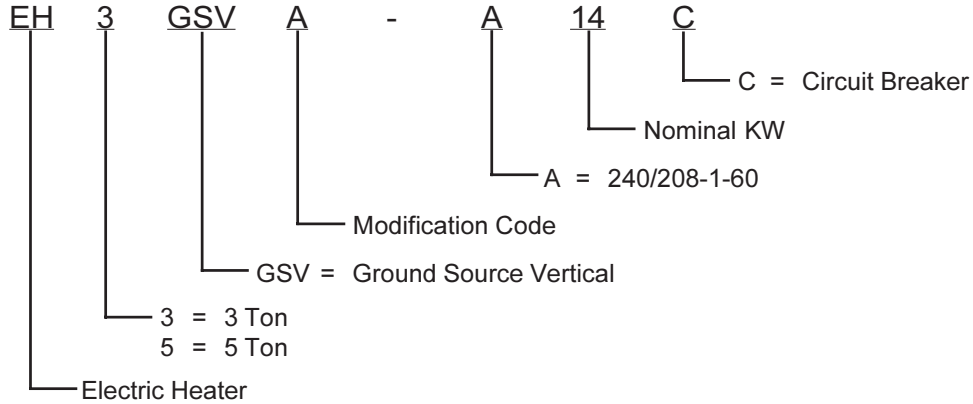 EH 3 GSV A - A 14 C
C = Circuit Breaker
Nominal KW
A = 240/208-1-60
Modification Code
GSV = Ground Source Vertical
3 = 3 Ton
5 = 5 Ton
Electric Heater